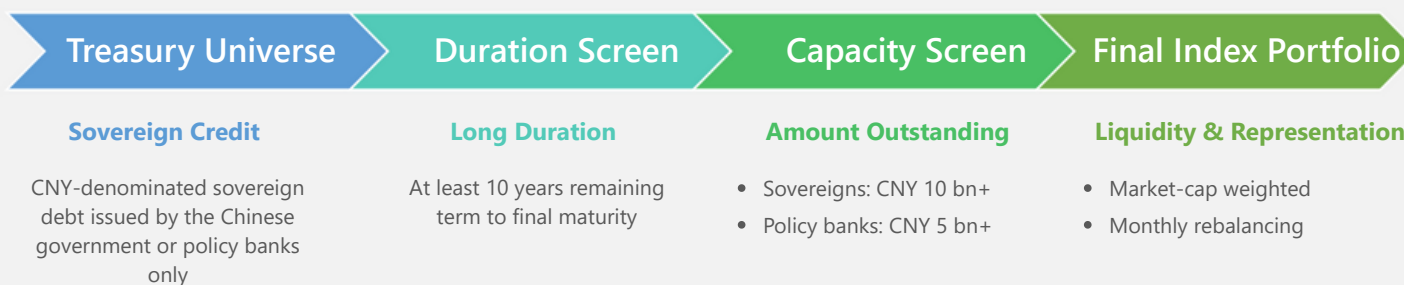 Treasury Universe
Duration Screen
Capacity Screen
Final Index Portfolio
Sovereign Credit
CNY-denominated sovereign
debt issued by the Chinese
government or policy banks
only
Long Duration
At least 10 years remaining
term to final maturity
Amount Outstanding
• Sovereigns: CNY 10 bn+
• Policy banks: CNY 5 bn+
Liquidity & Representation
• Market-cap weighted
• Monthly rebalancing